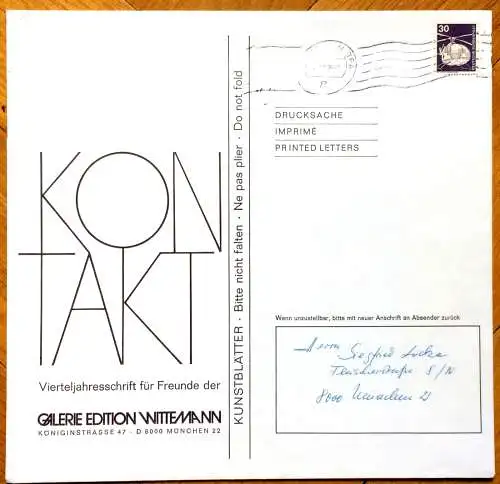 30
DRUCKSACHE
IMPRIMÉ
PRINTED LETTERS
KON
TAKT
Vierteljahresschrift für Freunde der
GALERIE EDITION WITTEMANN
KÖNIGINSTRASSE 47 - D 8000 MÜNCHEN 22
KUNSTBLÄTTER · Bitte nicht falten · Ne pas plier · Do not fold
Wenn unzustellbar, bitte mit neuer Anschrift an Absender zurück
Herrn Siegfried
8000 München 21